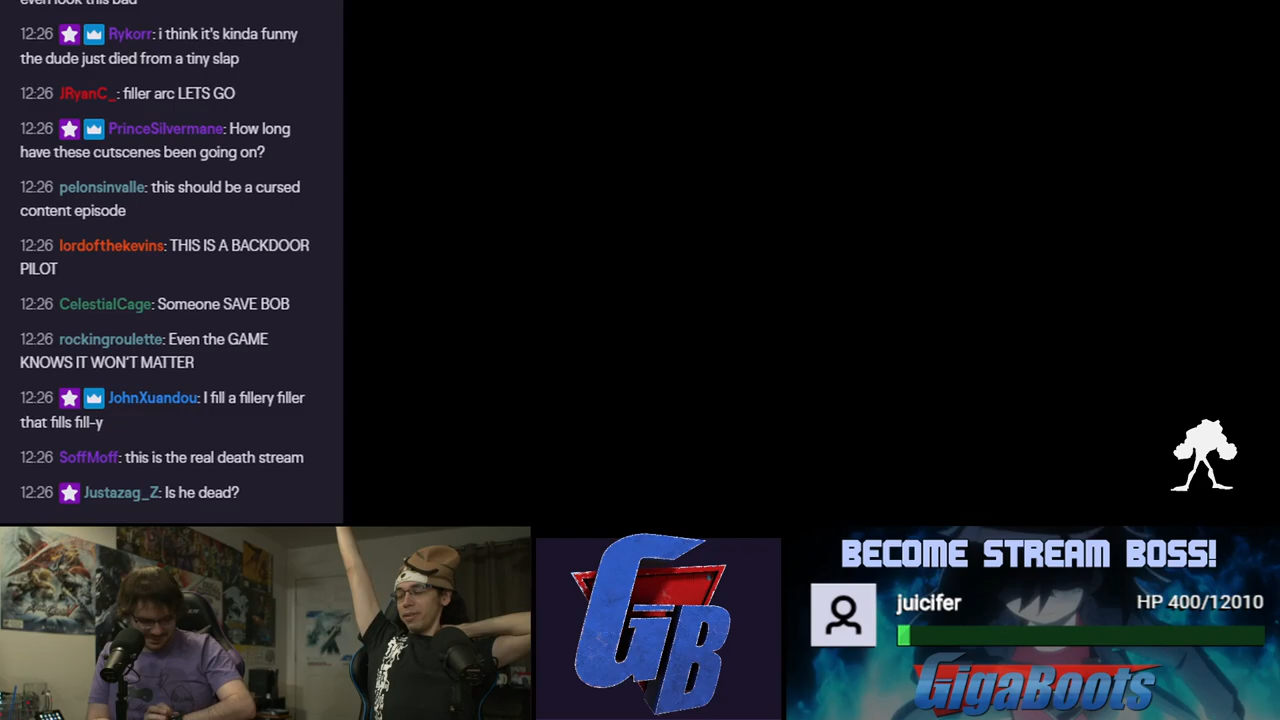 even look this bad
12:26 Rykorr: i think it's kinda funny
the dude just died from a tiny slap
12:26 JRyanC_: filler arc LETS GO
12:26 PrinceSilvermane: How long
have these cutscenes been going on?
12:26 pelonsinvalle: this should be a cursed
content episode
12:26 lordofthekevins: THIS IS A BACKDOOR
PILOT
12:26 CelestialCage: Someone SAVE BOB
12:26 rockingroulette: Even the GAME
KNOWS IT WON'T MATTER
12:26 JohnXuandou: I fill a fillery filler
that fills fill-y
12:26 SoffMoff: this is the real death stream
12:26 Justazag_Z: Is he dead?
GB
BECOME STREAM BOSS!
juicifer HP 400/12010
GIGABOOTS